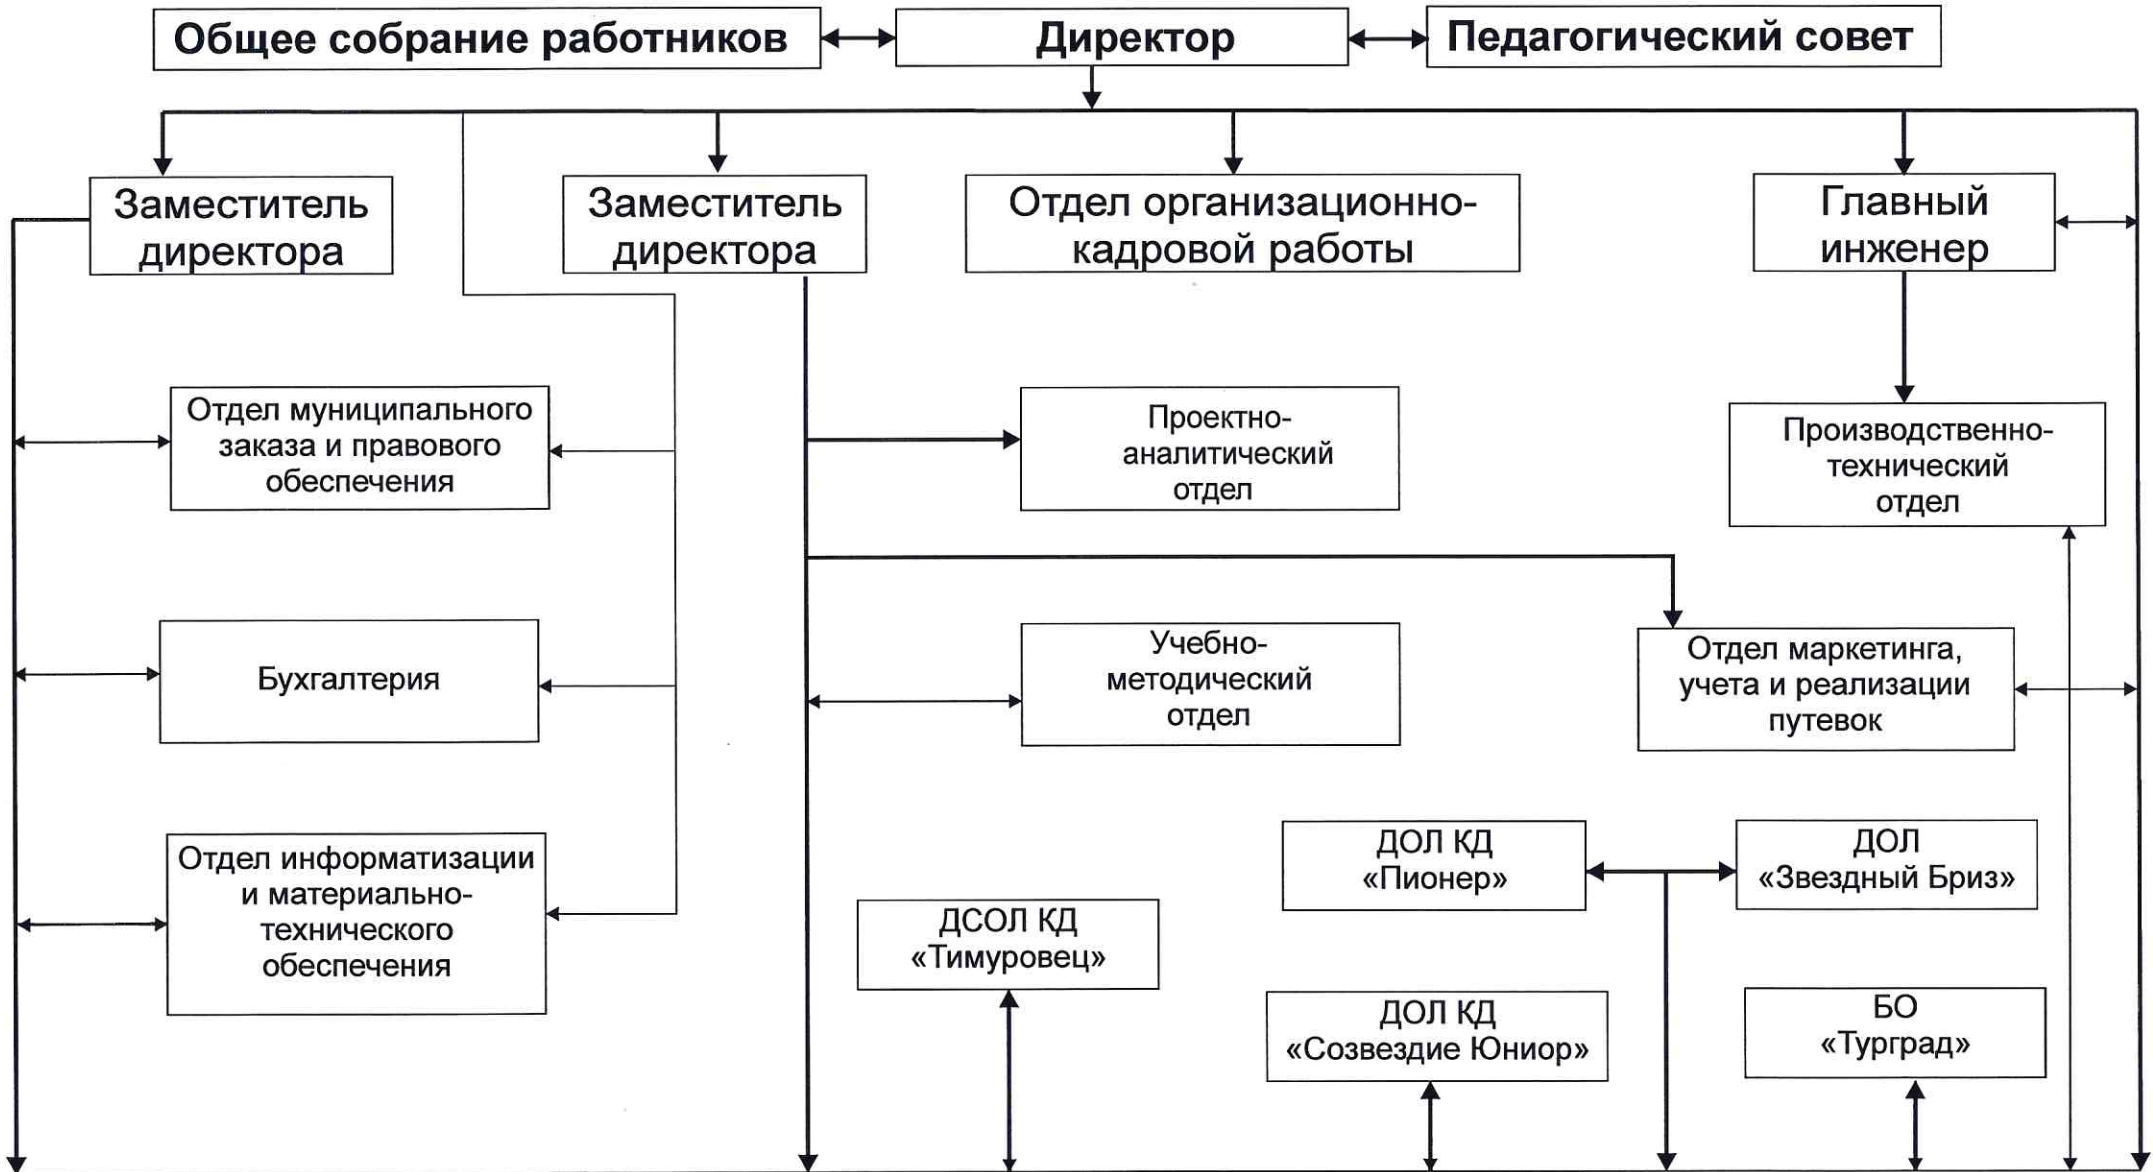 Общее собрание работников
Директор
Педагогический совет
Заместитель
директора
Заместитель
директора
Отдел организационно-
кадровой работы
Главный
инженер
Отдел муниципального
заказа и правового
обеспечения
Проектно-
аналитический
отдел
Производственно-
технический
отдел
Бухгалтерия
Учебно-
методический
отдел
Отдел маркетинга,
учета и реализации
путевок
Отдел информатизации
и материально-
технического
обеспечения
ДСОЛ КД
«Тимуровец»
ДОЛ КД
«Пионер»
ДОЛ
«Звездный Бриз»
ДОЛ КД
«Созвездие Юниор»
БО
«Турград»